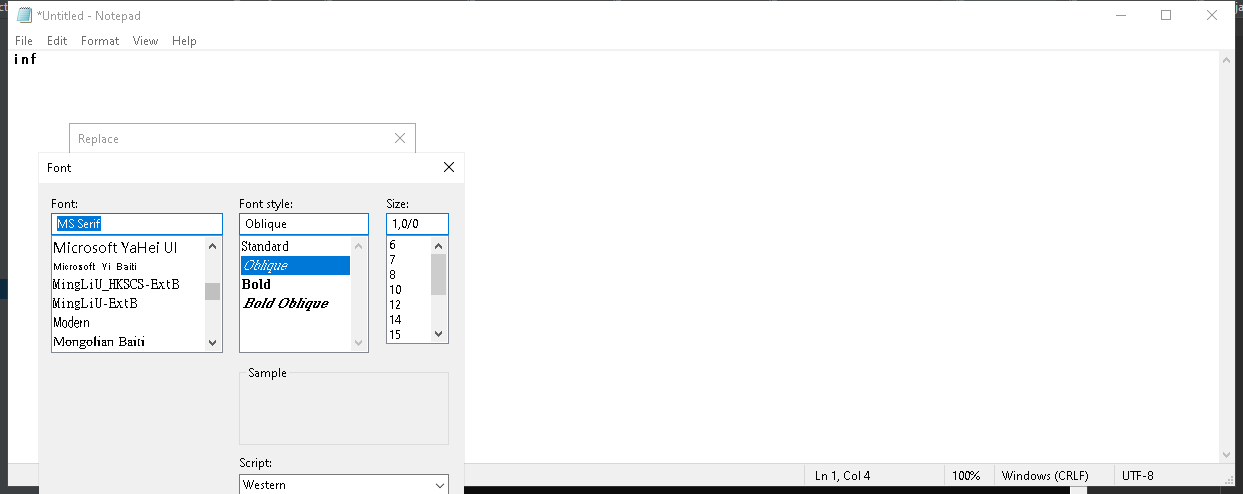 *Untitled - Notepad
File Edit Format View Help
inf
Replace
Font
Font: Font style: Size:
MS Serif Oblique 1,0/0
Microsoft YaHei UI Standard 6
Microsoft Yi Baiti Oblique 7
MingLiU_HKSCS-ExtB Bold 8
MingLiU-ExtB Bold Oblique 10
Modern 12
Mongolian Baiti 14
15
Sample
Script:
Western
Ln 1, Col 4 100% Windows (CRLF) UTF-8